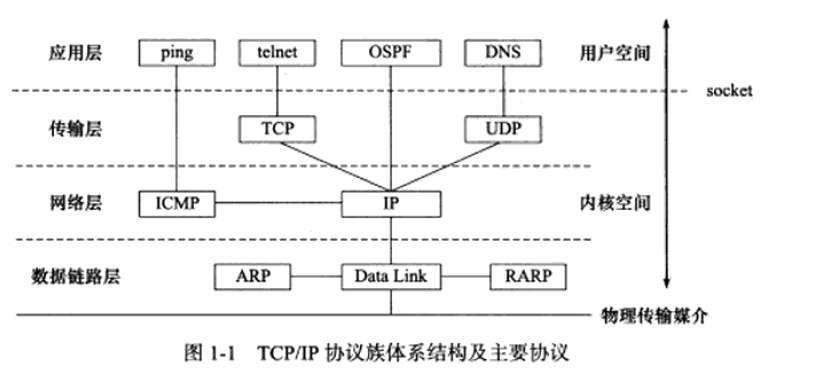 应用层 ping telnet OSPF DNS 用户空间
socket
传输层 TCP UDP
网络层 ICMP IP 内核空间
数据链路层 ARP Data Link RARP
物理传输媒介
图 1-1 TCP/IP 协议族体系结构及主要协议